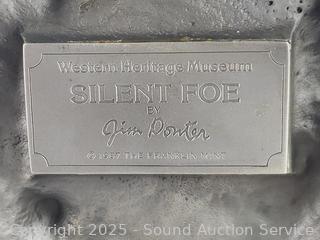 Western Heritage Museum
SILENT FOE
BY
Jim Ponter
© 1987 THE FRANKLIN MINT
Copyright 2025 - Sound Auction Service